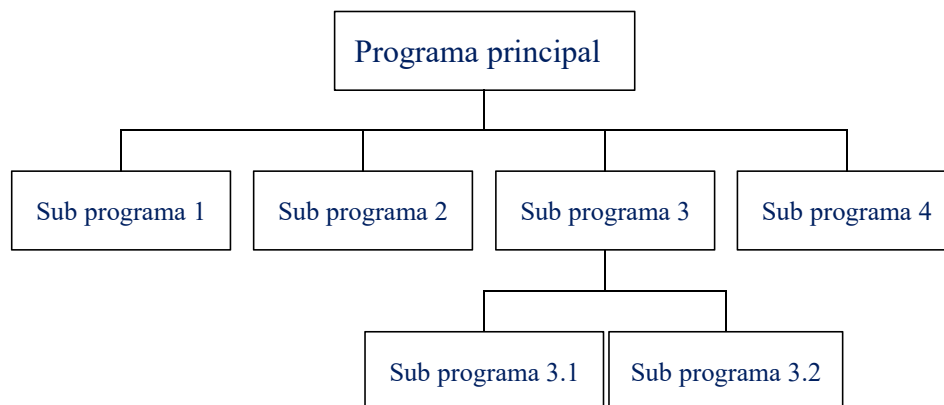 Programa principal
Sub programa 1
Sub programa 2
Sub programa 3
Sub programa 4
Sub programa 3.1
Sub programa 3.2